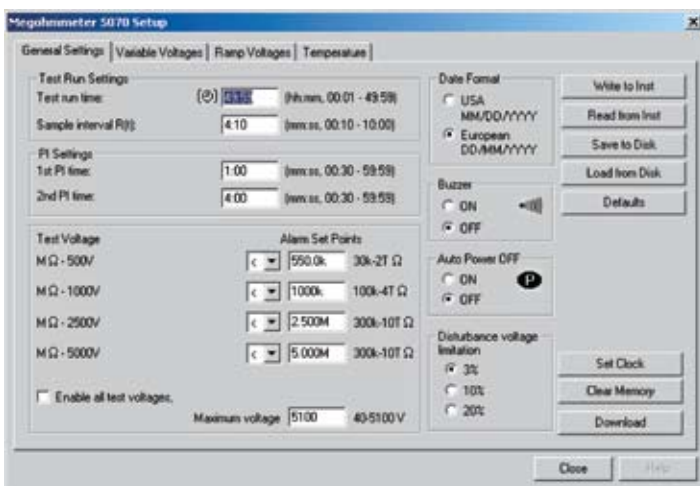 Megohmmeter 5070 Setup
General Settings
Variable Voltages
Ramp Voltages
Temperature
Test Run Settings
Test run time: (hh:mm, 00:01 - 49:59)
Sample interval R(t): 4:10 (mm:ss, 00:10 - 10:00)
PI Settings
1st PI time: 1:00 (mm:ss, 00:30 - 59:59)
2nd PI time: 4:00 (mm:ss, 00:30 - 59:59)
Test Voltage Alarm Set Points
MΩ - 500V < 550.0k 30k-2T Ω
MΩ - 1000V < 1000k 100k-4T Ω
MΩ - 2500V < 2.500M 300k-10T Ω
MΩ - 5000V < 5.000M 300k-10T Ω
Enable all test voltages,
Maximum voltage 5100 40-5100 V
Date Format
USA
MM/DD/YYYY
European
DD/MM/YYYY
Buzzer
ON
OFF
Auto Power OFF
ON
P
OFF
Disturbance voltage
limitation
3%
10%
20%
Write to Inst
Read from Inst
Save to Disk
Load from Disk
Defaults
Set Clock
Clear Memory
Download
Close
Help